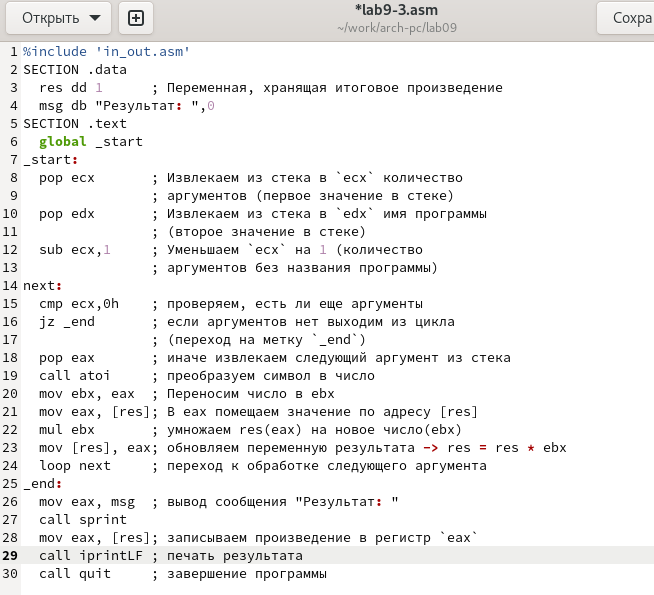 Открыть
*lab9-3.asm
~/work/arch-pc/lab09
Сохра
1 %include 'in_out.asm'
2 SECTION .data
3   res dd 1      ; Переменная, хранящая итоговое произведение
4   msg db "Результат: ",0
5 SECTION .text
6   global _start
7 _start:
8   pop ecx       ; Извлекаем из стека в `ecx` количество
9                 ; аргументов (первое значение в стеке)
10   pop edx       ; Извлекаем из стека в `edx` имя программы
11                 ; (второе значение в стеке)
12   sub ecx,1     ; Уменьшаем `ecx` на 1 (количество
13                 ; аргументов без названия программы)
14 next:
15   cmp ecx,0h    ; проверяем, есть ли еще аргументы
16   jz _end       ; если аргументов нет выходим из цикла
17                 ; (переход на метку `_end`)
18   pop eax       ; иначе извлекаем следующий аргумент из стека
19   call atoi     ; преобразуем символ в число
20   mov ebx, eax  ; Переносим число в ebx
21   mov eax, [res]; В eax помещаем значение по адресу [res]
22   mul ebx       ; умножаем res(eax) на новое число(ebx)
23   mov [res], eax; обновляем переменную результата -> res = res * ebx
24   loop next     ; переход к обработке следующего аргумента
25 _end:
26   mov eax, msg  ; вывод сообщения "Результат: "
27   call sprint
28   mov eax, [res]; записываем произведение в регистр `eax`
29   call iprintLF ; печать результата
30   call quit     ; завершение программы